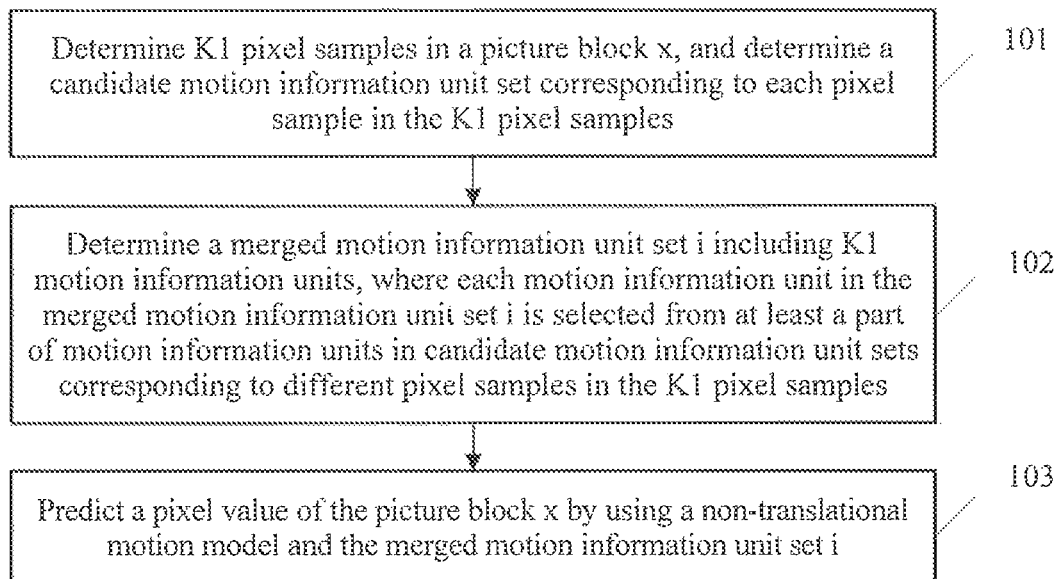 Determine K1 pixel samples in a picture block x, and determine a
candidate motion information unit set corresponding to each pixel
sample in the K1 pixel samples
101
Determine a merged motion information unit set i including K1
motion information units, where each motion information unit in the
merged motion information unit set i is selected from at least a part
of motion information units in candidate motion information unit sets
corresponding to different pixel samples in the K1 pixel samples
102
Predict a pixel value of the picture block x by using a non-translational
motion model and the merged motion information unit set i
103